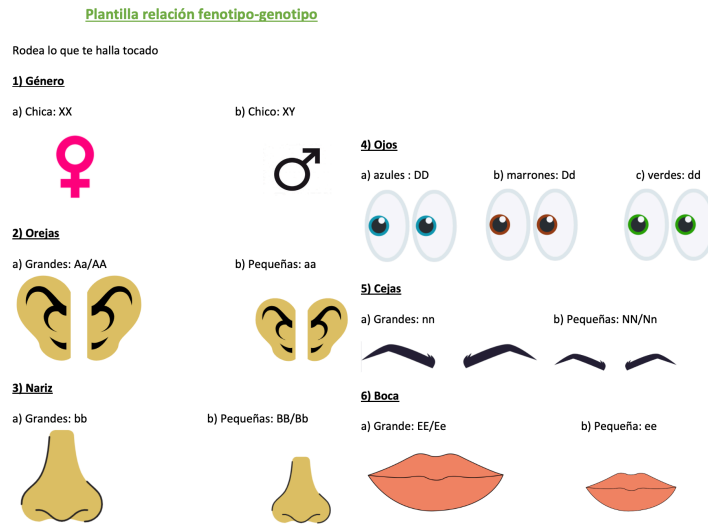 Plantilla relación fenotipo-genotipo
Rodea lo que te halla tocado
1) Género
a) Chica: XX
b) Chico: XY
2) Orejas
a) Grandes: Aa/AA
b) Pequeñas: aa
3) Nariz
a) Grandes: bb
b) Pequeñas: BB/Bb
4) Ojos
a) azules : DD
b) marrones: Dd
c) verdes: dd
5) Cejas
a) Grandes: nn
b) Pequeñas: NN/Nn
6) Boca
a) Grande: EE/Ee
b) Pequeña: ee